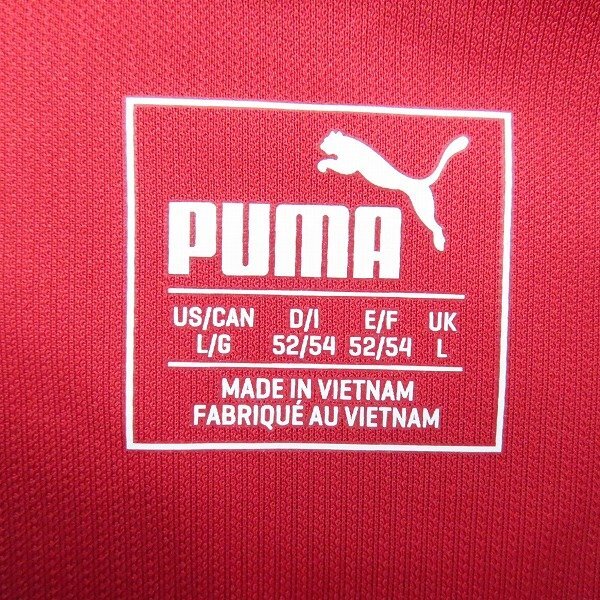 PUMA
US/CAN D/I E/F UK
L/G 52/54 52/54 L
MADE IN VIETNAM
FABRIQUÉ AU VIETNAM